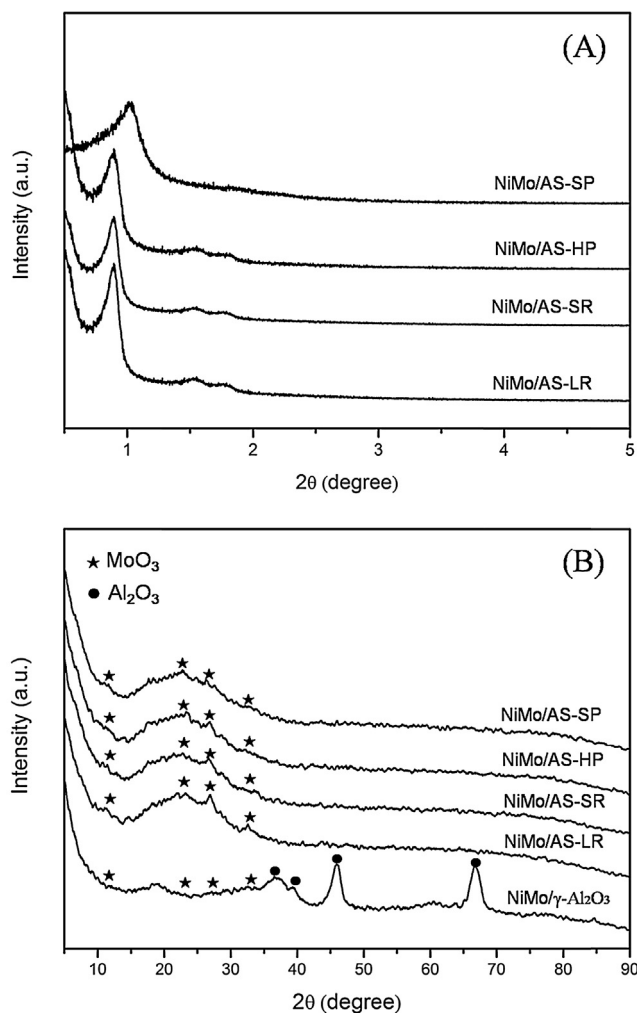 (A)
Intensity (a.u.)
NiMo/AS-SP
NiMo/AS-HP
NiMo/AS-SR
NiMo/AS-LR
1 2 3 4 5
2θ (degree)
(B)
★ MoO₃
● Al₂O₃
Intensity (a.u.)
NiMo/AS-SP
NiMo/AS-HP
NiMo/AS-SR
NiMo/AS-LR
NiMo/γ-Al₂O₃
10 20 30 40 50 60 70 80 90
2θ (degree)